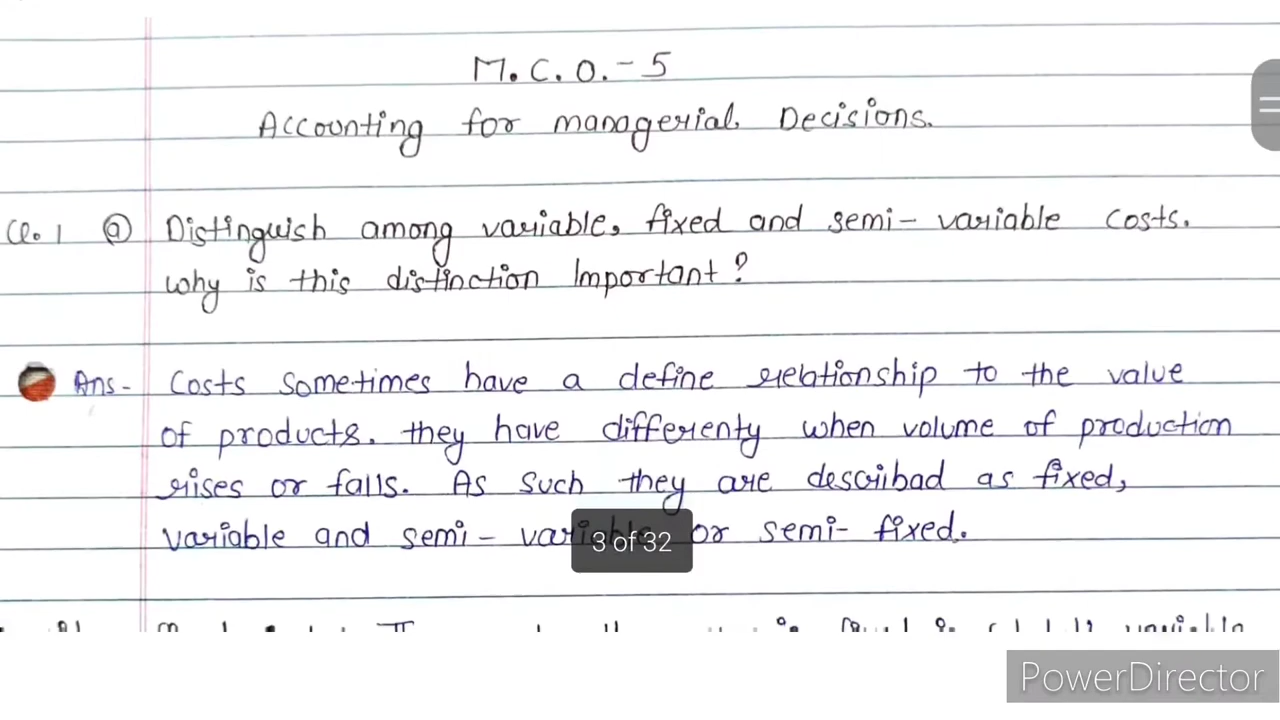 M.C.O.-5
Accounting for managerial. Decisions.
Q.1 (a) Distinguish among variable, fixed and semi-variable costs.
why is this distinction Important?
Ans- Costs sometimes have a define relationship to the value
of products. they have differenty when volume of production
rises or falls. As such they are describad as fixed,
variable and semi-variable or semi-fixed.
3 of 32
PowerDirector